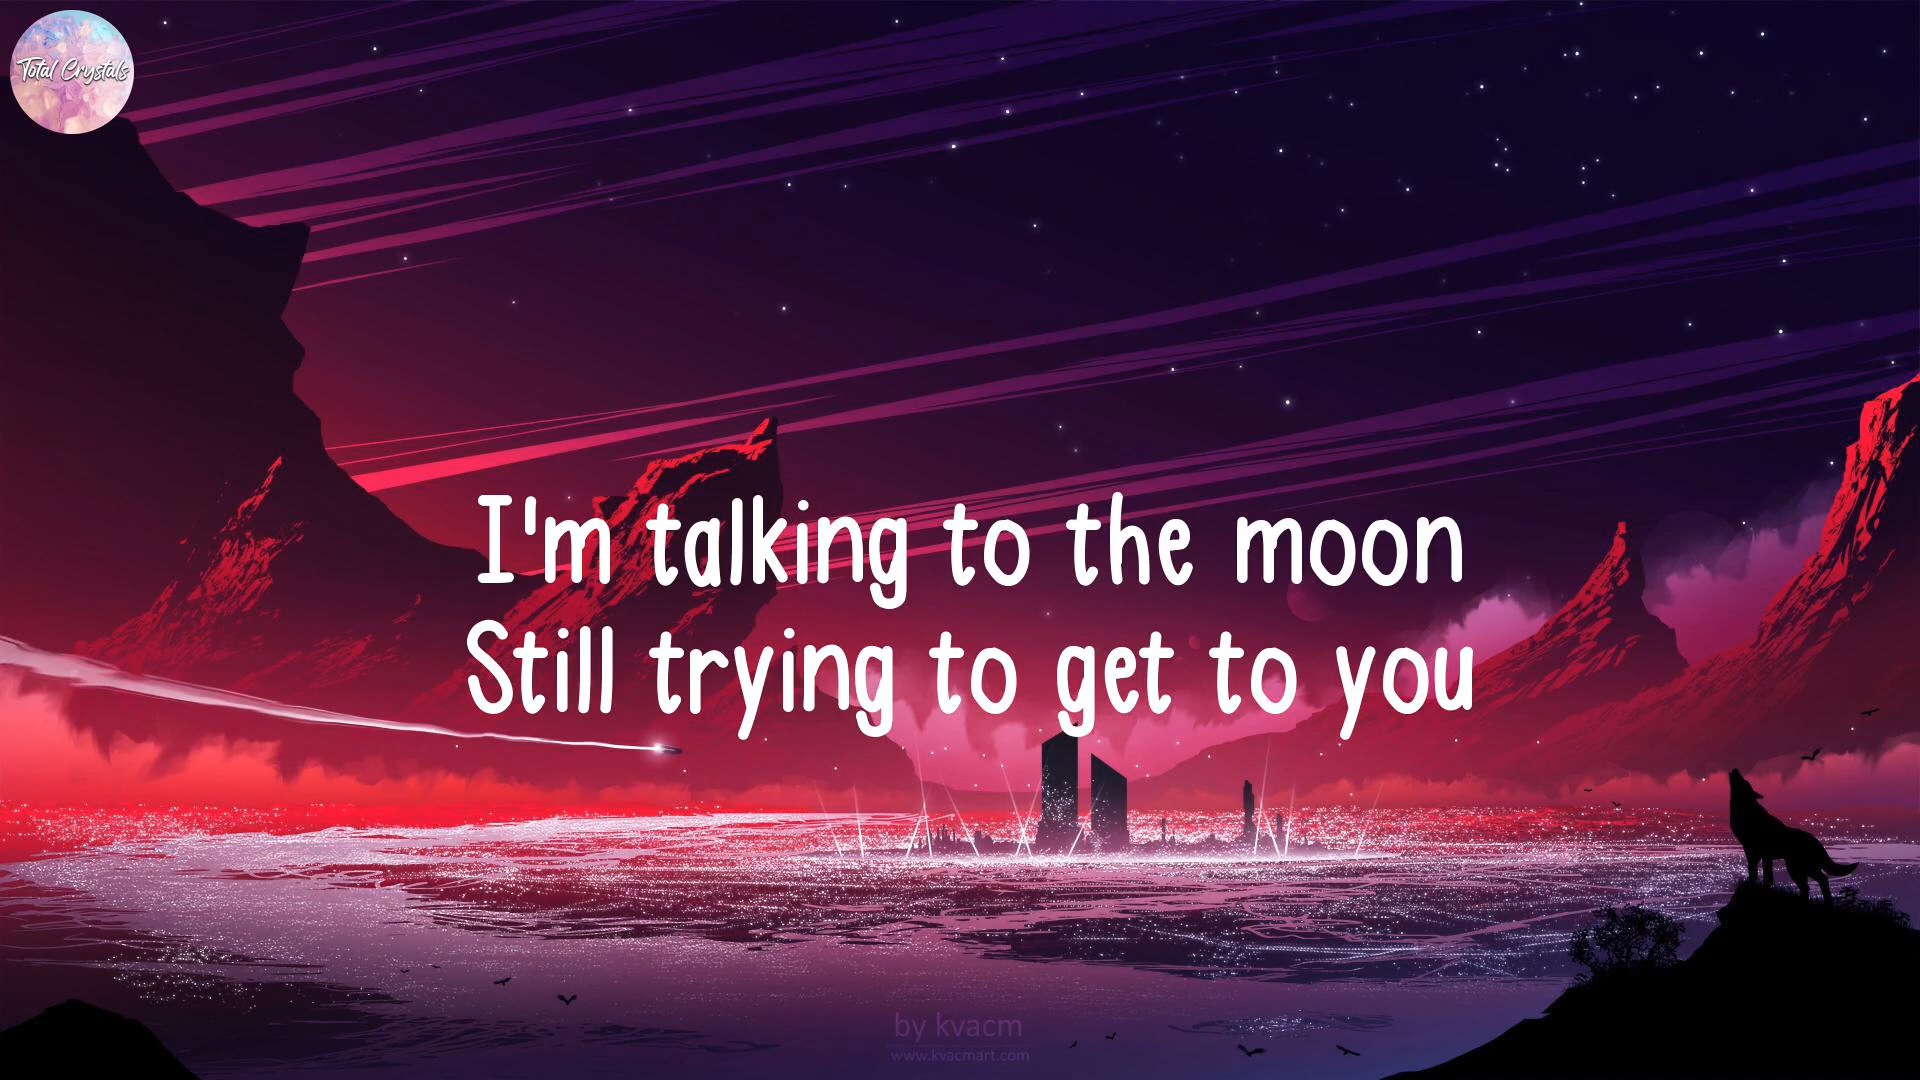 Total Crystals
I'm talking to the moon
Still trying to get to you
by kvacm
www.kvacmart.com